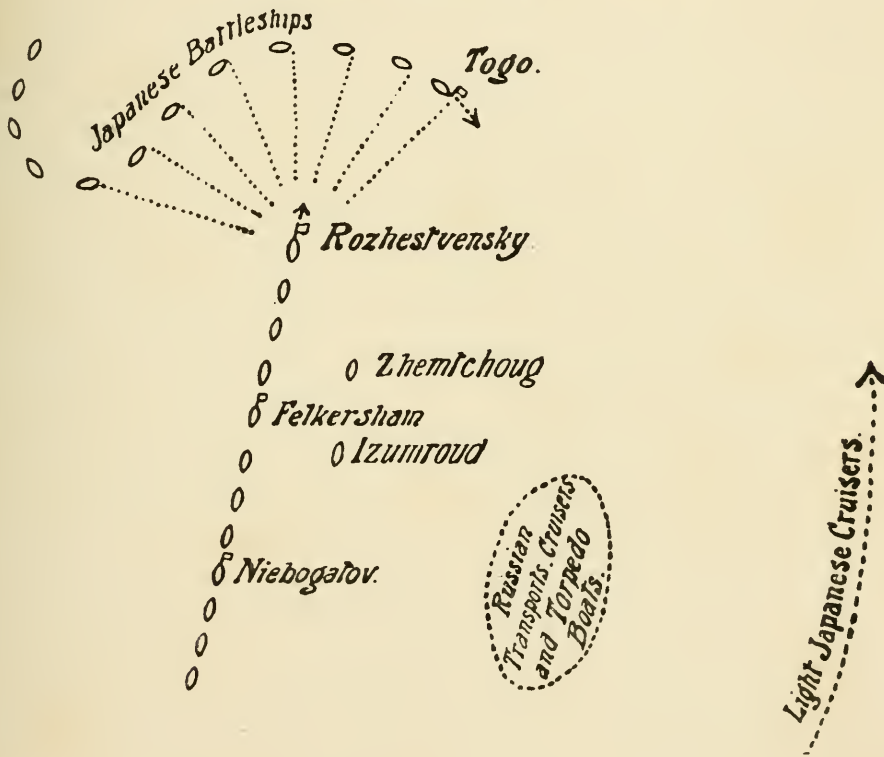 Japanese Battleships
Togo.
Rozhestvensky.
Zhemtchoug
Felkersham
Izumroud
Niebogatov.
Russian
Transports. Cruisers
and Torpedo
Boats.
Light Japanese Cruisers.